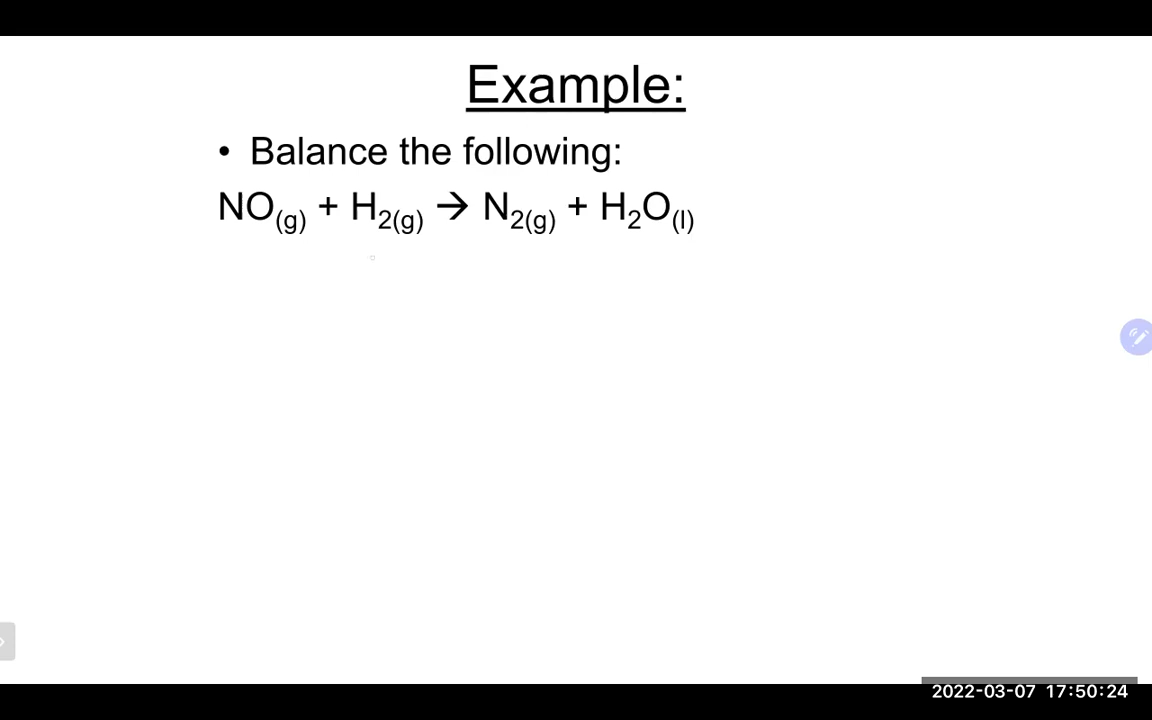 Example:
• Balance the following:
NO(g) + H2(g) → N2(g) + H2O(l)
2022-03-07 17:50:24